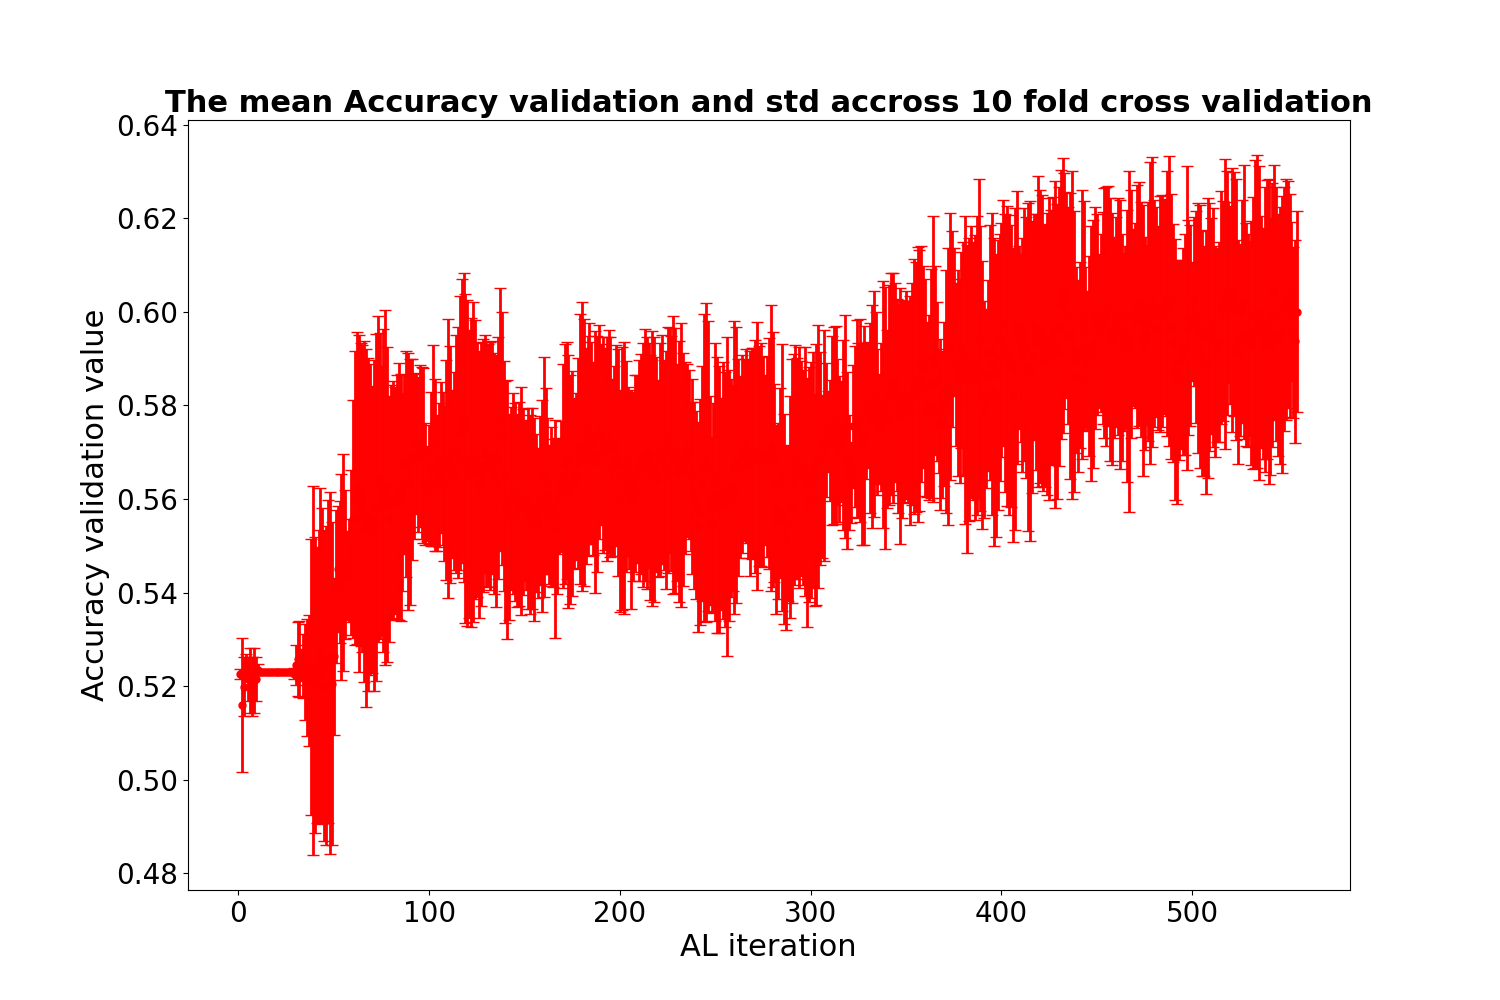 The mean Accuracy validation and std accross 10 fold cross validation
0.64
0.62
0.60
0.58
0.56
0.54
0.52
0.50
0.48
Accuracy validation value
0 100 200 300 400 500
AL iteration